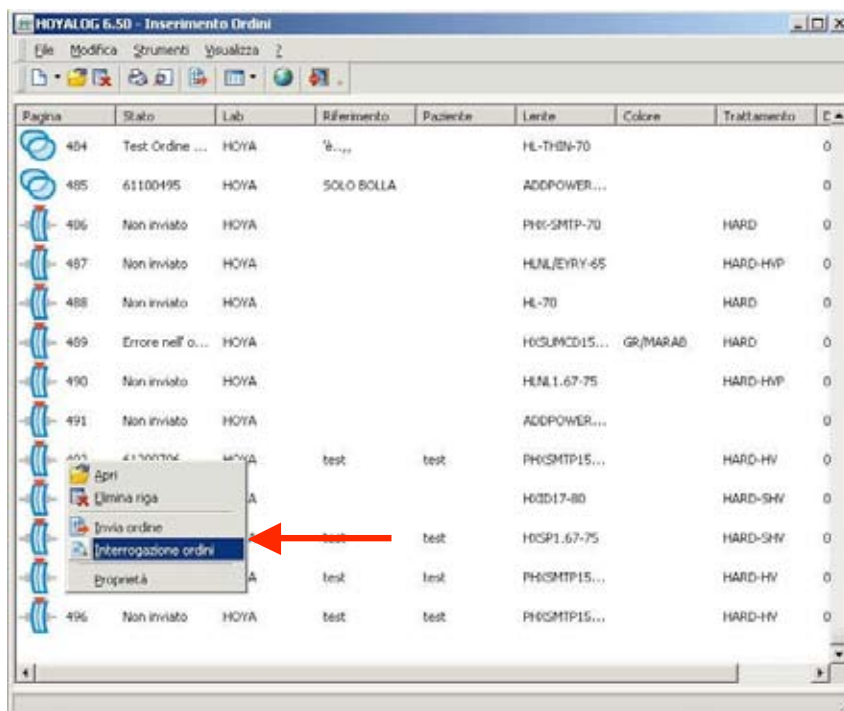 HOYALOG 6.50 - Inserimento Ordini
File Modifica Strumenti Visualizza ?
Pagina Stato Lab Riferimento Paziente Lente Colore Trattamento
484 Test Ordine ... HOYA 'è..,, HL-THIN-70 0
485 61100495 HOYA SOLO BOLLA ADDPOWER... 0
486 Non inviato HOYA PHX-SMTP-70 HARD 0
487 Non inviato HOYA HLNL/EYRY-65 HARD-HVP 0
488 Non inviato HOYA HL-70 HARD 0
489 Errore nell' o... HOYA HXSUMCD15... GR/MARAB HARD 0
490 Non inviato HOYA HLNL1.67-75 HARD-HVP 0
491 Non inviato HOYA ADDPOWER... 0
492 61200706 HOYA test test PHXSMTP15... HARD-HV 0
Apri
Elimina riga A HXID17-80 HARD-SHV 0
Invia ordine
A test test HXSP1.67-75 HARD-SHV 0
Interrogazione ordini
Proprietà A test test PHXSMTP15... HARD-HV 0
496 Non inviato HOYA test test PHXSMTP15... HARD-HV 0